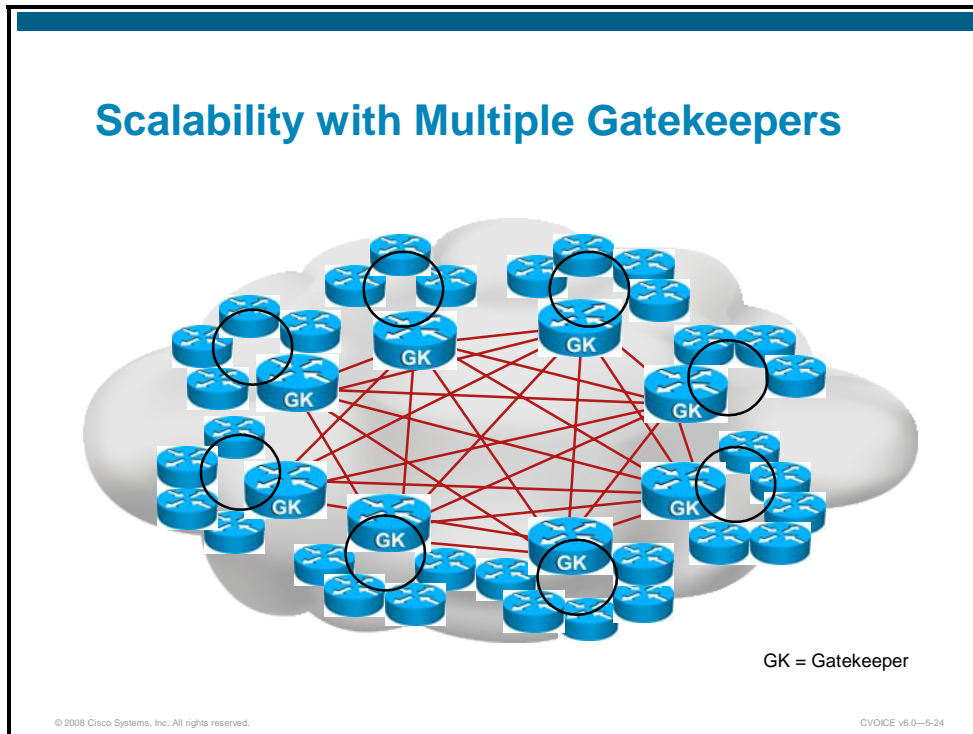 Scalability with Multiple Gatekeepers
GK
GK
GK
GK
GK
GK
GK
GK
GK = Gatekeeper
© 2008 Cisco Systems, Inc. All rights reserved.
CVOICE v6.0—5-24